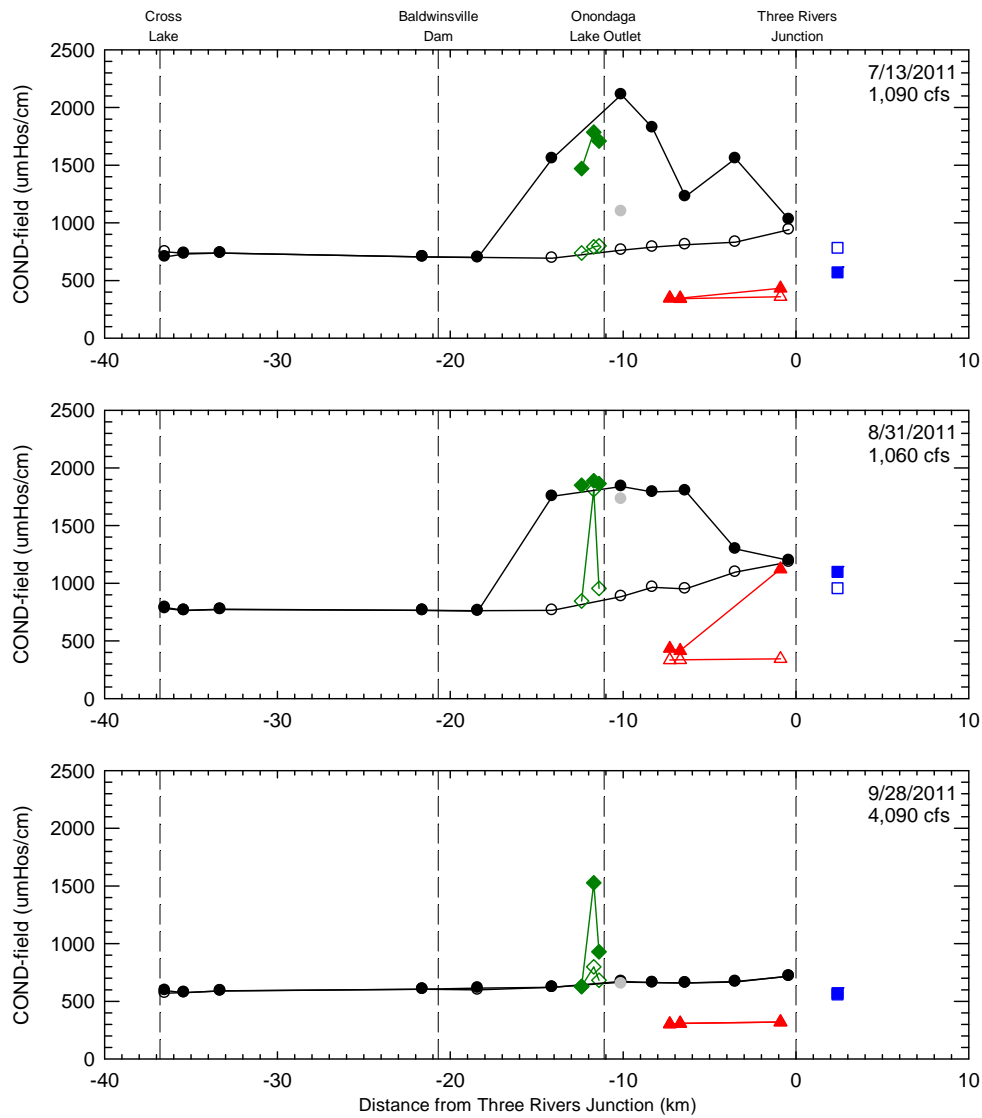 Cross Baldwinsville Onondaga Three Rivers
Lake Dam Lake Outlet Junction
2500
2000
1500
1000
500
0
COND-field (umHos/cm)
7/13/2011
1,090 cfs
-40 -30 -20 -10 0 10
2500
2000
1500
1000
500
0
COND-field (umHos/cm)
8/31/2011
1,060 cfs
-40 -30 -20 -10 0 10
2500
2000
1500
1000
500
0
COND-field (umHos/cm)
9/28/2011
4,090 cfs
-40 -30 -20 -10 0 10
Distance from Three Rivers Junction (km)